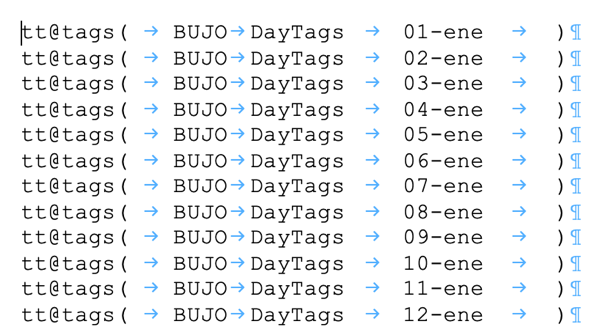 tt@tags( → BUJO→DayTags → 01-ene → )¶
tt@tags( → BUJO→DayTags → 02-ene → )¶
tt@tags( → BUJO→DayTags → 03-ene → )¶
tt@tags( → BUJO→DayTags → 04-ene → )¶
tt@tags( → BUJO→DayTags → 05-ene → )¶
tt@tags( → BUJO→DayTags → 06-ene → )¶
tt@tags( → BUJO→DayTags → 07-ene → )¶
tt@tags( → BUJO→DayTags → 08-ene → )¶
tt@tags( → BUJO→DayTags → 09-ene → )¶
tt@tags( → BUJO→DayTags → 10-ene → )¶
tt@tags( → BUJO→DayTags → 11-ene → )¶
tt@tags( → BUJO→DayTags → 12-ene → )¶